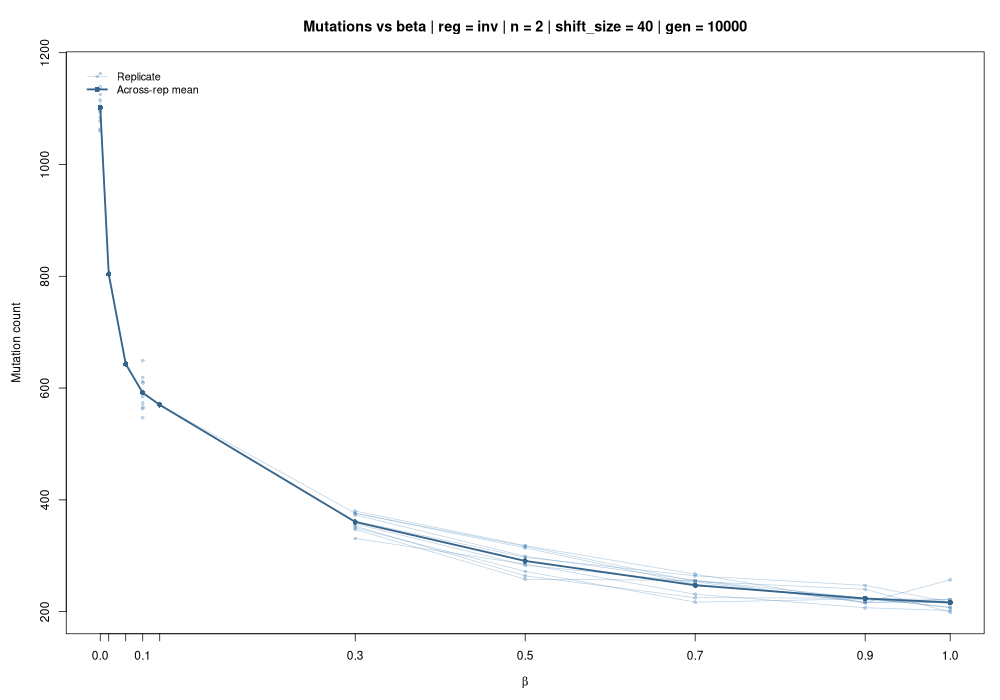 Mutations vs beta | reg = inv | n = 2 | shift_size = 40 | gen = 10000
Replicate
Across-rep mean
Mutation count
1200
1000
800
600
400
200
0.0
0.1
0.3
0.5
0.7
0.9
1.0
β